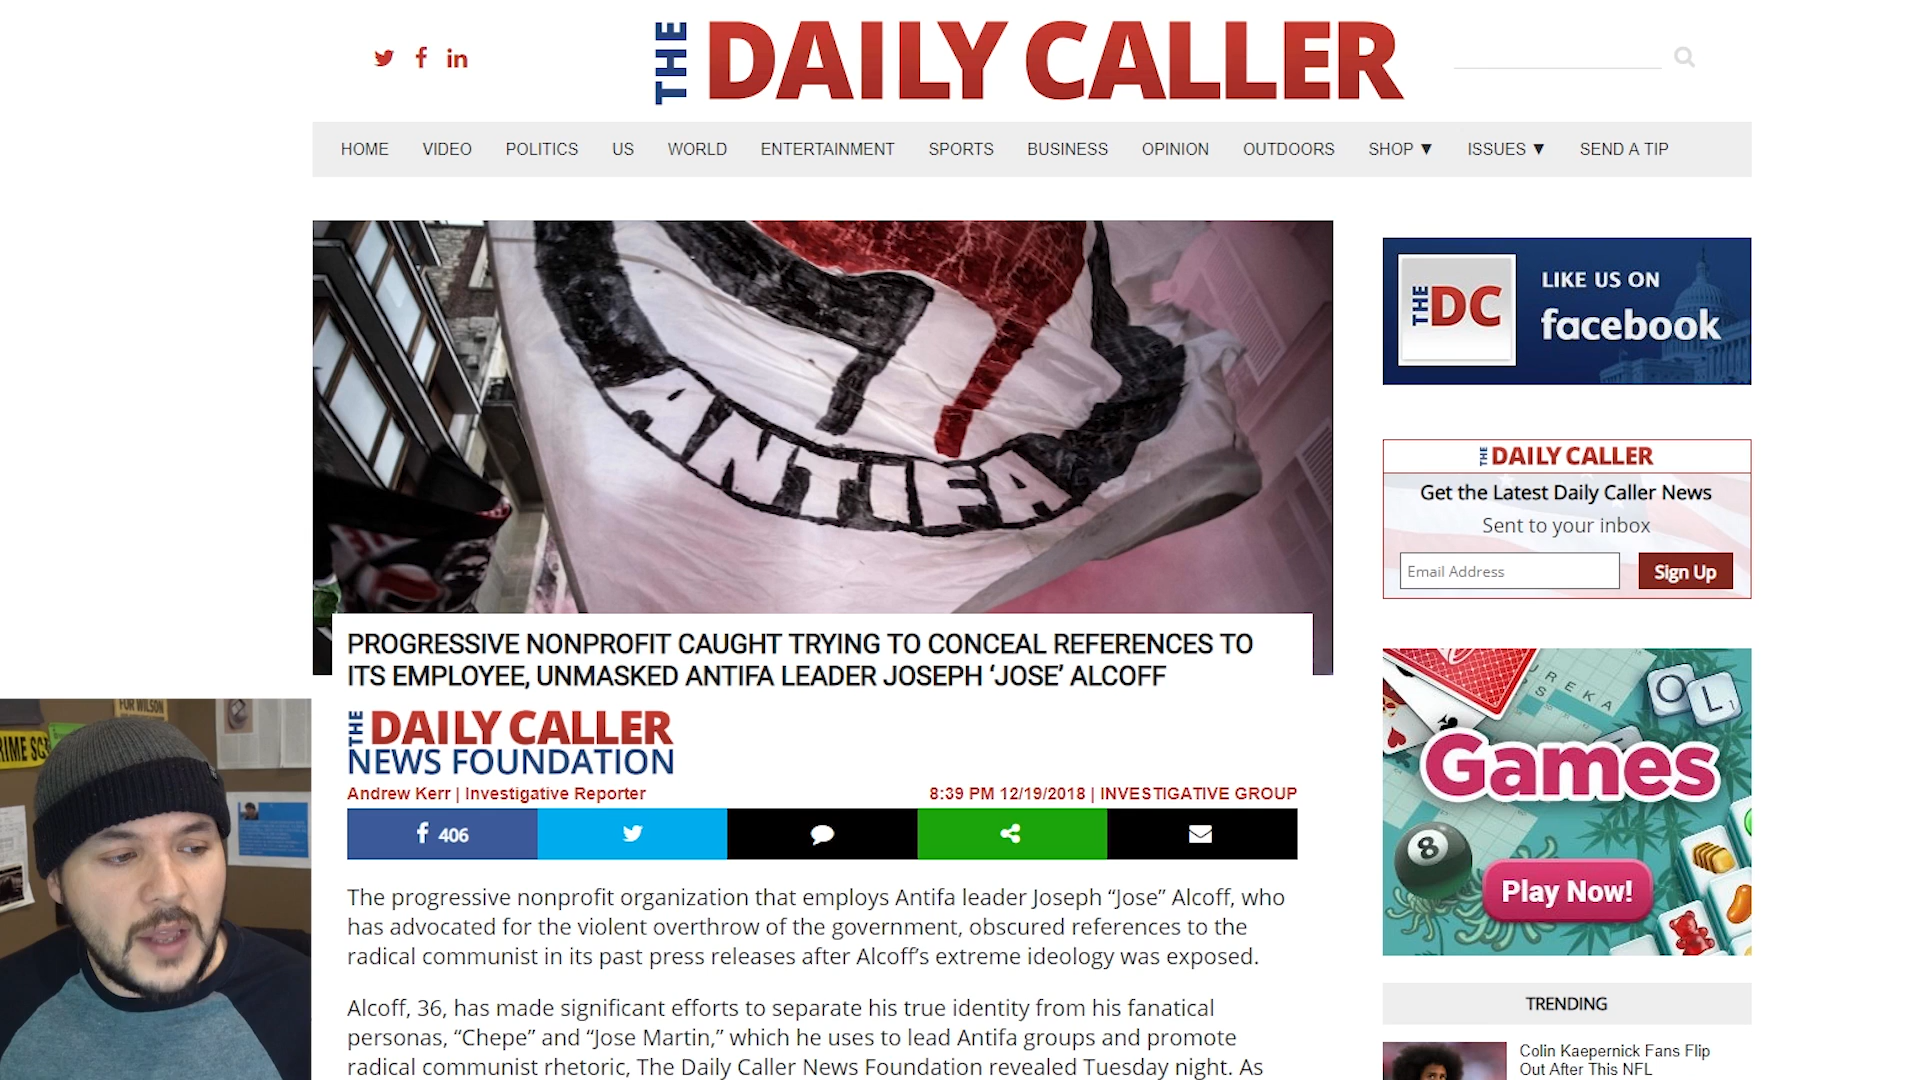 THE DAILY CALLER
HOME VIDEO POLITICS US WORLD ENTERTAINMENT SPORTS BUSINESS OPINION OUTDOORS SHOP ▼ ISSUES ▼ SEND A TIP
ANTIFA
PROGRESSIVE NONPROFIT CAUGHT TRYING TO CONCEAL REFERENCES TO
ITS EMPLOYEE, UNMASKED ANTIFA LEADER JOSEPH ‘JOSE’ ALCOFF
THE DAILY CALLER
NEWS FOUNDATION
Andrew Kerr | Investigative Reporter
8:39 PM 12/19/2018 | INVESTIGATIVE GROUP
406
The progressive nonprofit organization that employs Antifa leader Joseph “Jose” Alcoff, who
has advocated for the violent overthrow of the government, obscured references to the
radical communist in its past press releases after Alcoff’s extreme ideology was exposed.
Alcoff, 36, has made significant efforts to separate his true identity from his fanatical
personas, “Chepe” and “Jose Martin,” which he uses to lead Antifa groups and promote
radical communist rhetoric, The Daily Caller News Foundation revealed Tuesday night. As
THE DC
LIKE US ON
facebook
THE DAILY CALLER
Get the Latest Daily Caller News
Sent to your inbox
Email Address
Sign Up
UREKA
OL
Games
8
Play Now!
TRENDING
Colin Kaepernick Fans Flip
Out After This NFL
FOR WILSON
RIME SC